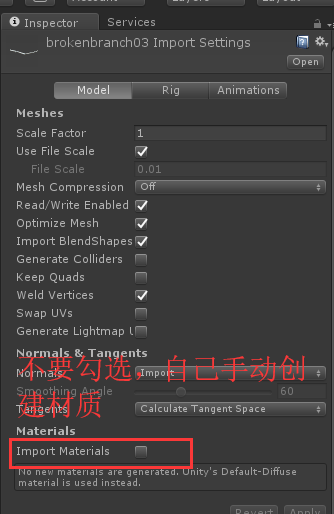 Account
Layers
Layout
Inspector
Services
brokenbranch03 Import Settings
Open
Model
Rig
Animations
Meshes
Scale Factor
1
Use File Scale
File Scale
0.01
Mesh Compression
Off
Read/Write Enabled
Optimize Mesh
Import BlendShapes
Generate Colliders
Keep Quads
Weld Vertices
Swap UVs
Generate Lightmap U
Normals & Tangents
Normals
Import
不要勾选，自己手动创
建材质
Smoothing Angle
60
Tangents
Calculate Tangent Space
Materials
Import Materials
No new materials are generated. Unity's Default-Diffuse
material is used instead.
Revert
Apply